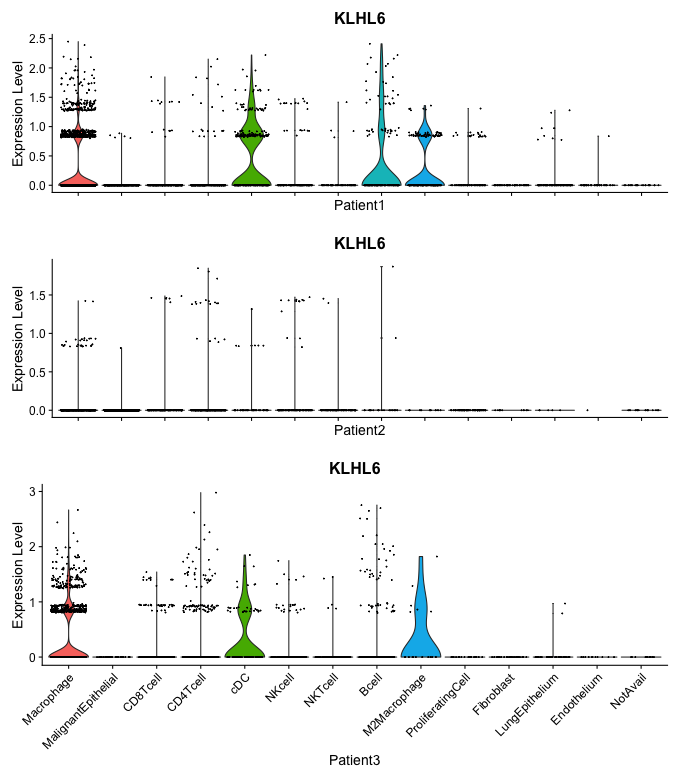 KLHL6
Expression Level
2.5
2.0
1.5
1.0
0.5
0.0
Patient1
KLHL6
Expression Level
1.5
1.0
0.5
0.0
Patient2
KLHL6
Expression Level
3
2
1
0
Macrophage
MalignantEpithelial
CD8Tcell
CD4Tcell
cDC
NKcell
NKTcell
Bcell
M2Macrophage
ProliferatingCell
Fibroblast
LungEpithelium
Endothelium
NotAvail
Patient3